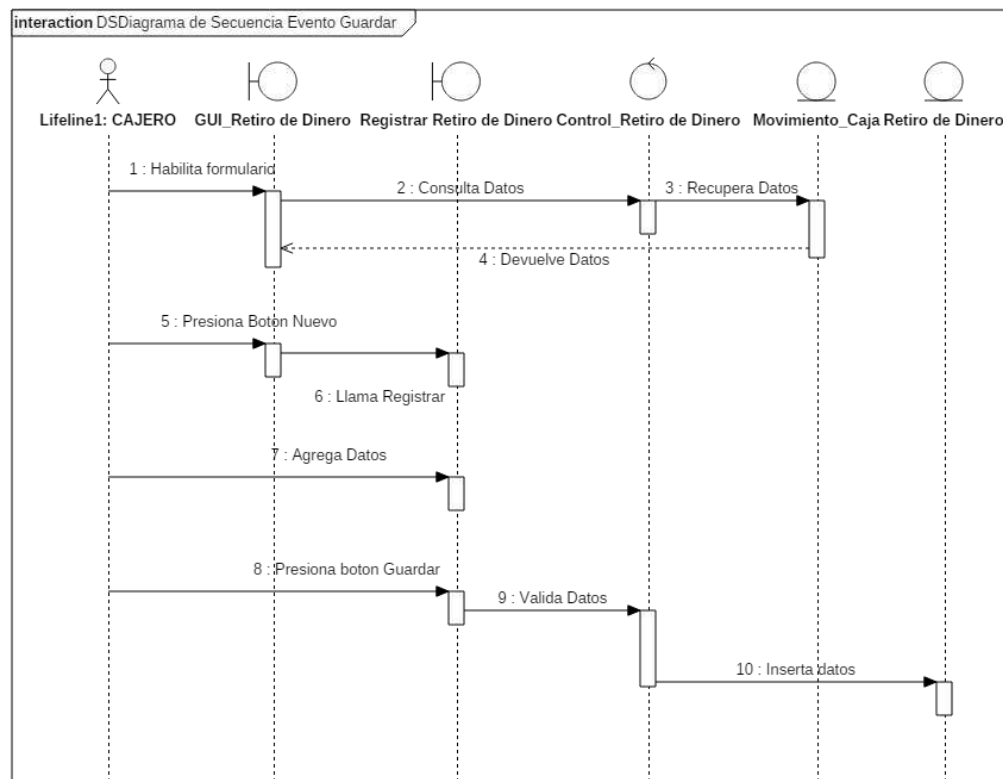 interaction DSDiagrama de Secuencia Evento Guardar
Lifeline1: CAJERO
GUI_Retiro de Dinero
Registrar Retiro de Dinero
Control_Retiro de Dinero
Movimiento_Caja
Retiro de Dinero
1 : Habilita formulario
2 : Consulta Datos
3 : Recupera Datos
4 : Devuelve Datos
5 : Presiona Boton Nuevo
6 : Llama Registrar
7 : Agrega Datos
8 : Presiona boton Guardar
9 : Valida Datos
10 : Inserta datos